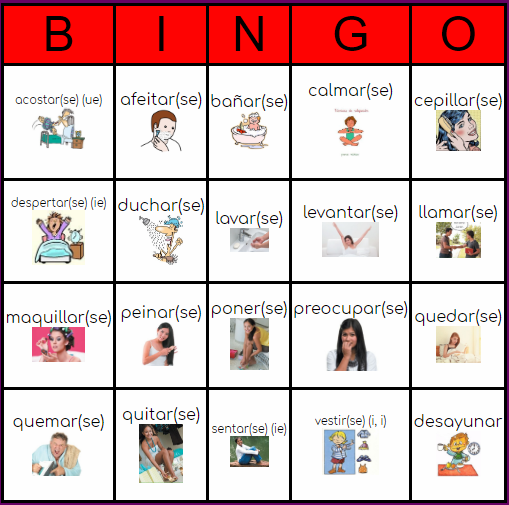 B I N G O
acostar(se) (ue) afeitar(se) bañar(se) calmar(se) cepillar(se)
despertar(se) (ie) duchar(se) lavar(se) levantar(se) llamar(se)
maquillar(se) peinar(se) poner(se) preocupar(se) quedar(se)
quemar(se) quitar(se) sentar(se) (ie) vestir(se) (i, i) desayunar